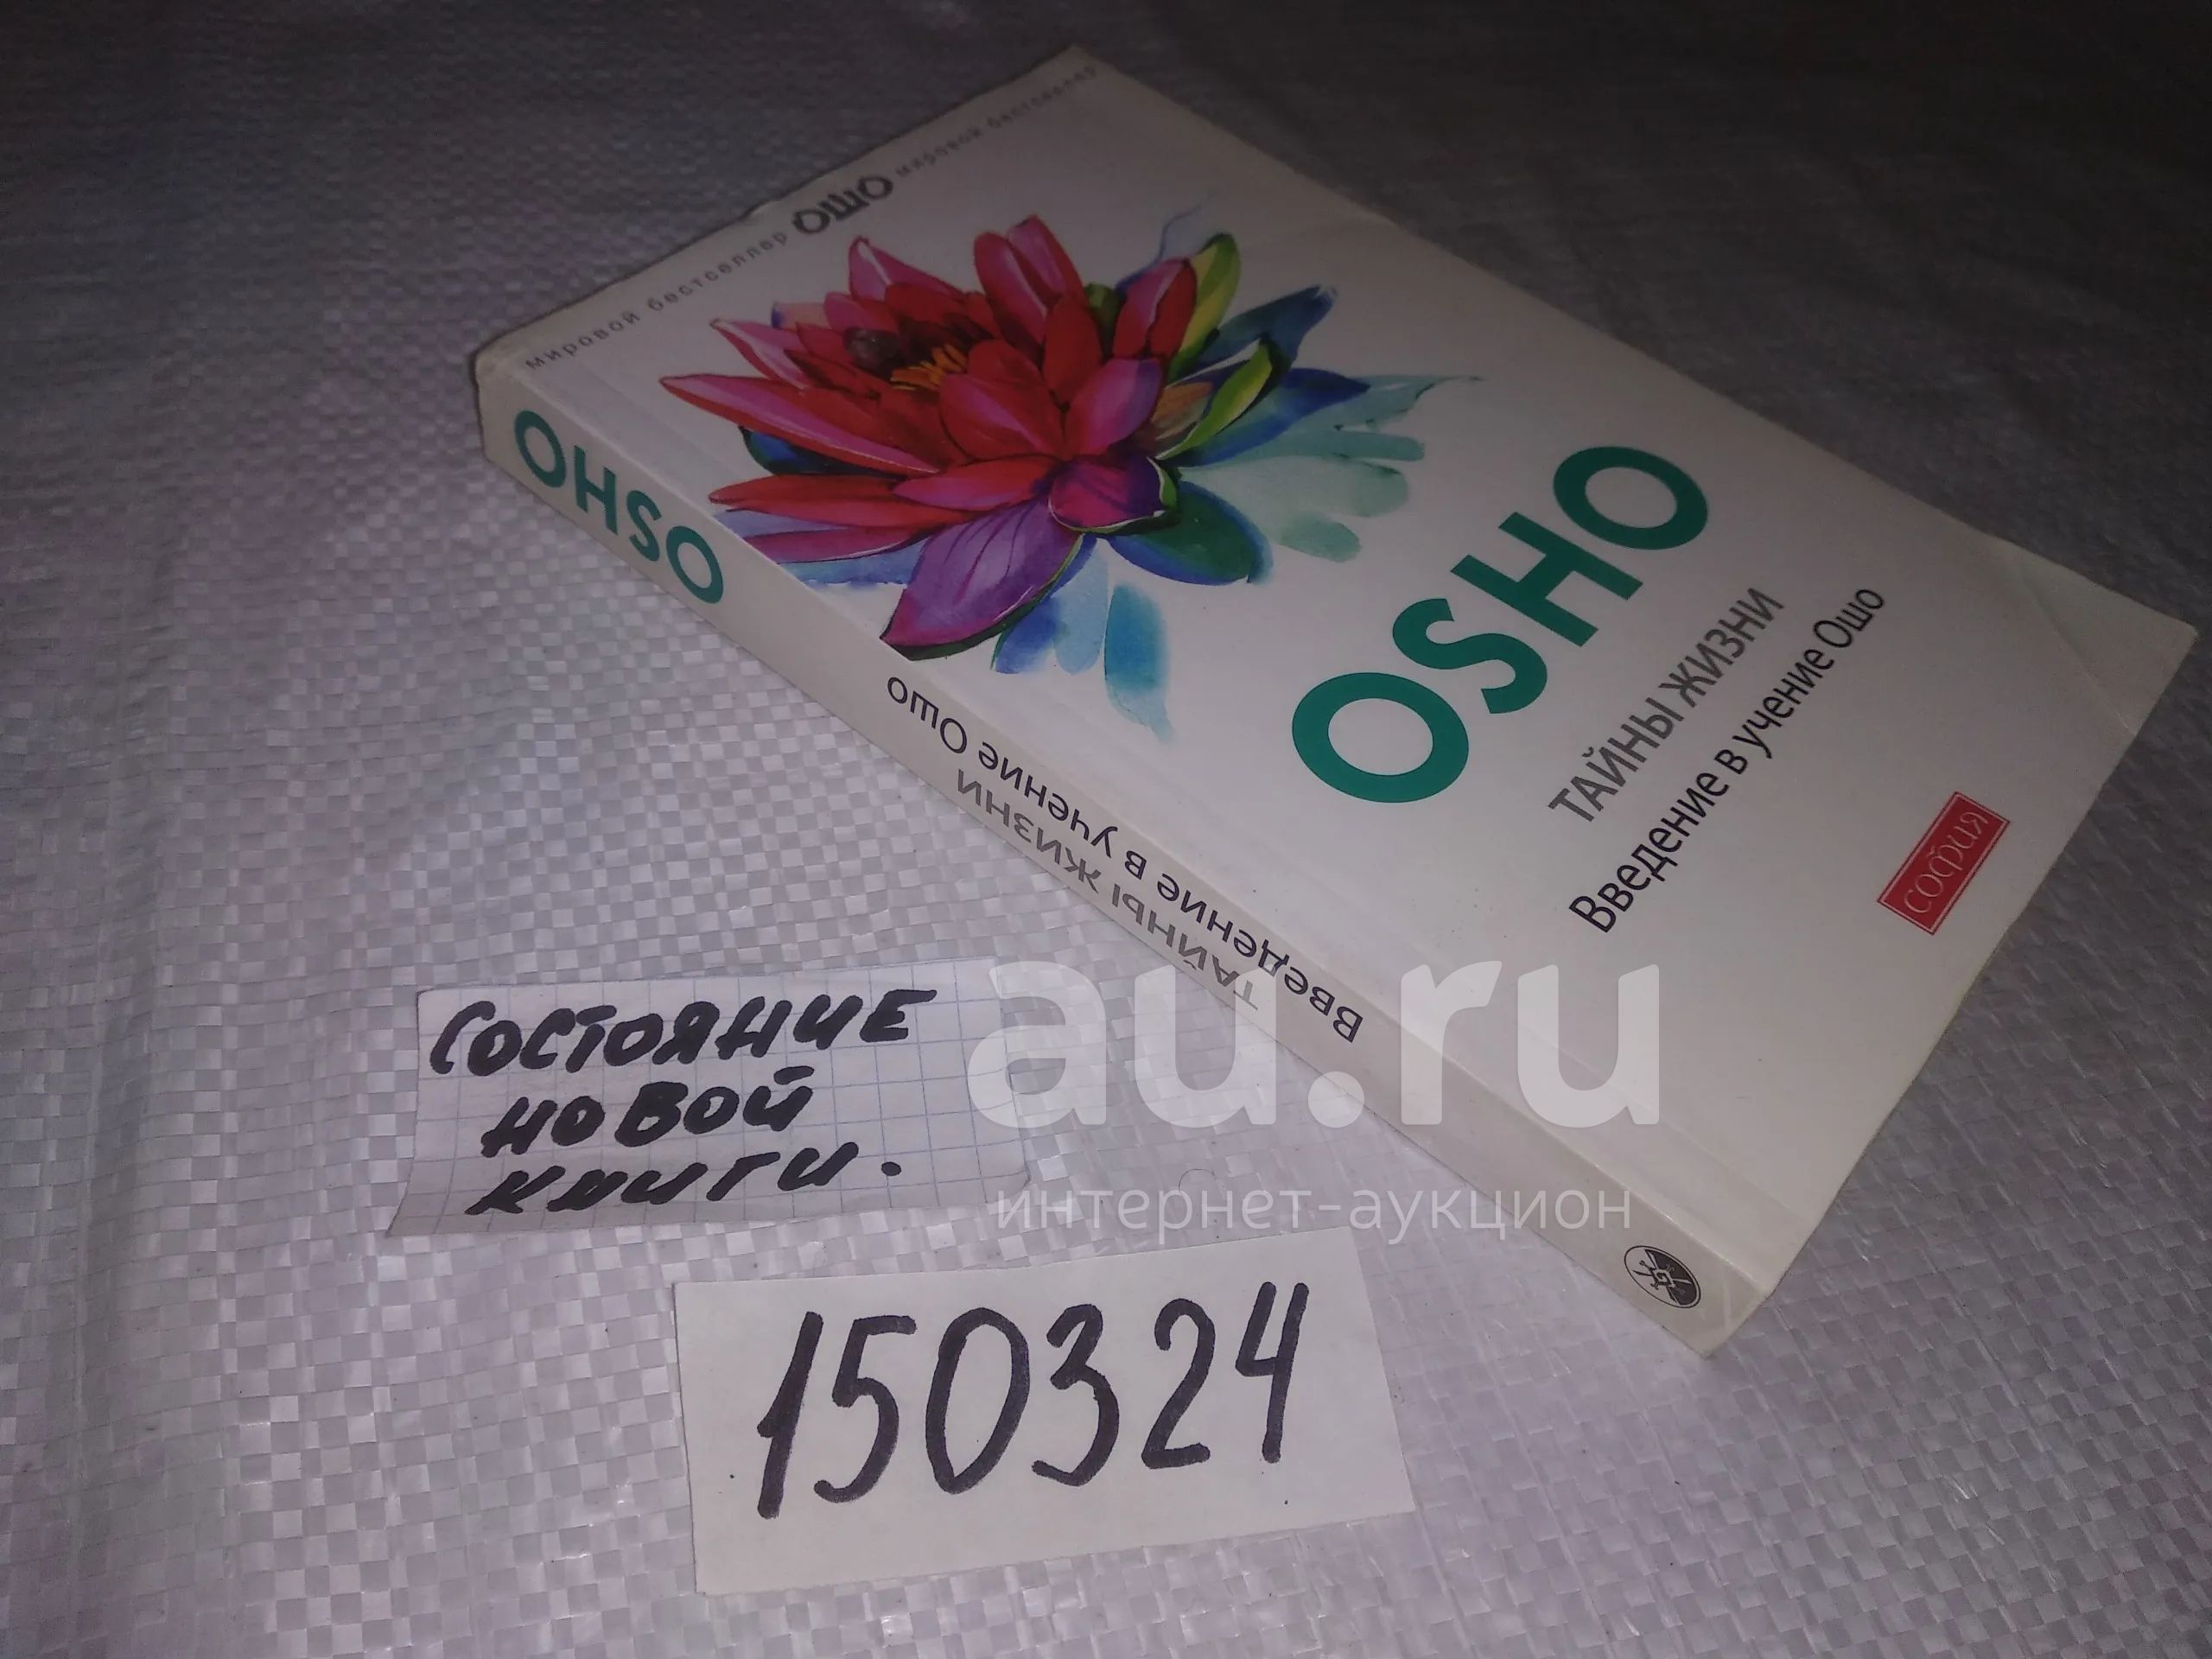 мировой бестселлер ОШО мировой бестселлер
OSHO
ТАЙНЫ ЖИЗНИ
Введение в учение Ошо
СОФИЯ
OHSO
ТАЙНЫ ЖИЗНИ
Введение в учение Ошо
au.ru
интернет-аукцион
СОСТОЯНИЕ
НОВОЙ
КНИГИ.
150324